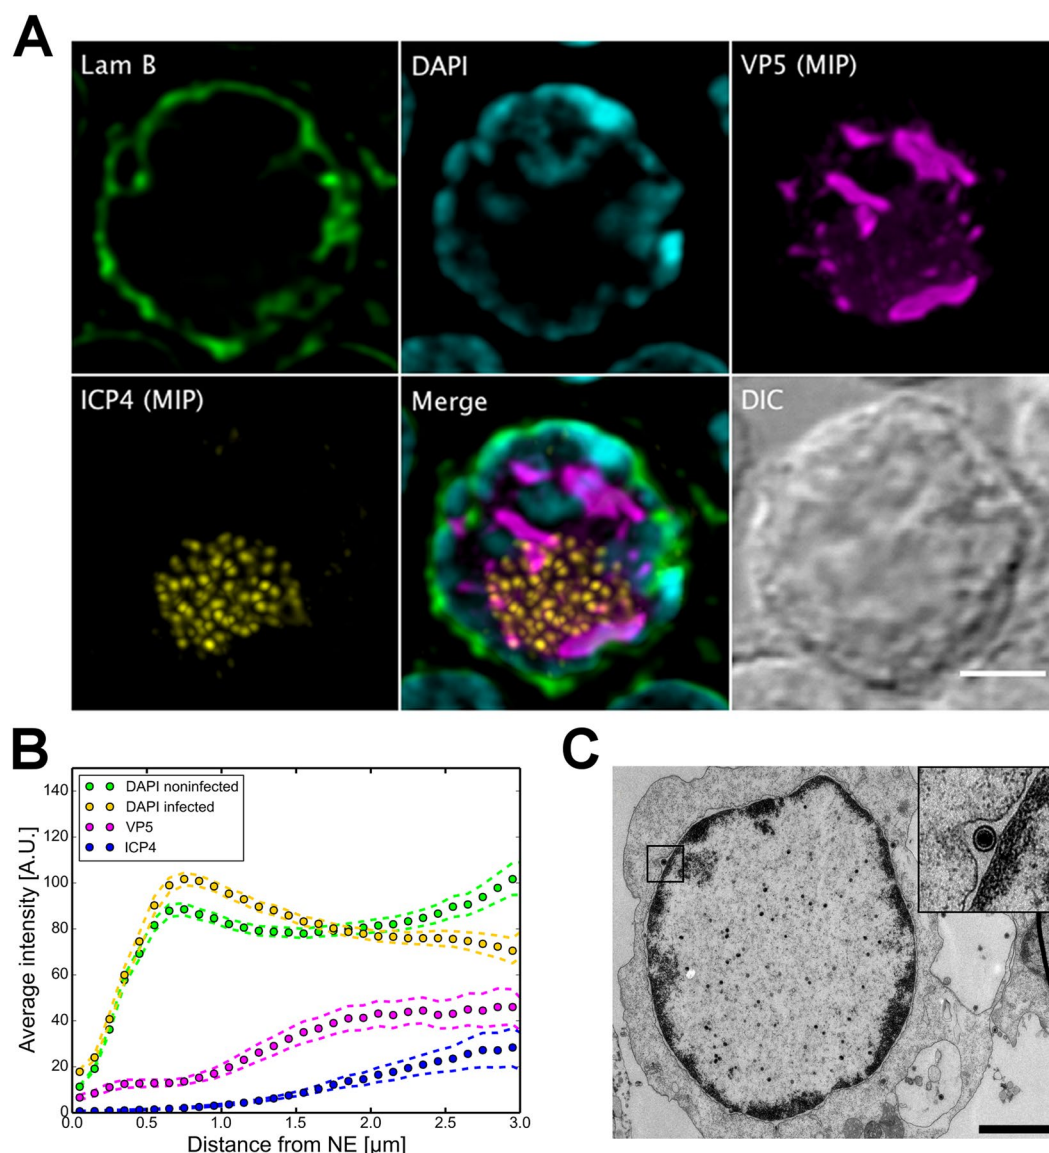 A
Lam B
DAPI
VP5 (MIP)
ICP4 (MIP)
Merge
DIC
B
C
140
120
100
80
60
40
20
0
DAPI noninfected
DAPI infected
VP5
ICP4
Average intensity [A.U.]
0.0 0.5 1.0 1.5 2.0 2.5 3.0
Distance from NE [µm]